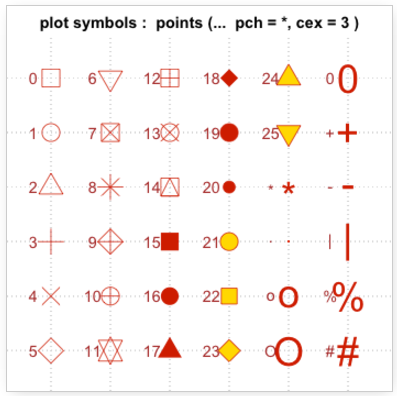 plot symbols : points (... pch = *, cex = 3 )
0 6 12 18 24 0 0
1 7 13 19 25 + +
2 8 14 20 * * - -
3 9 15 21 . . | |
4 10 16 22 o o % %
5 11 17 23 O O # #